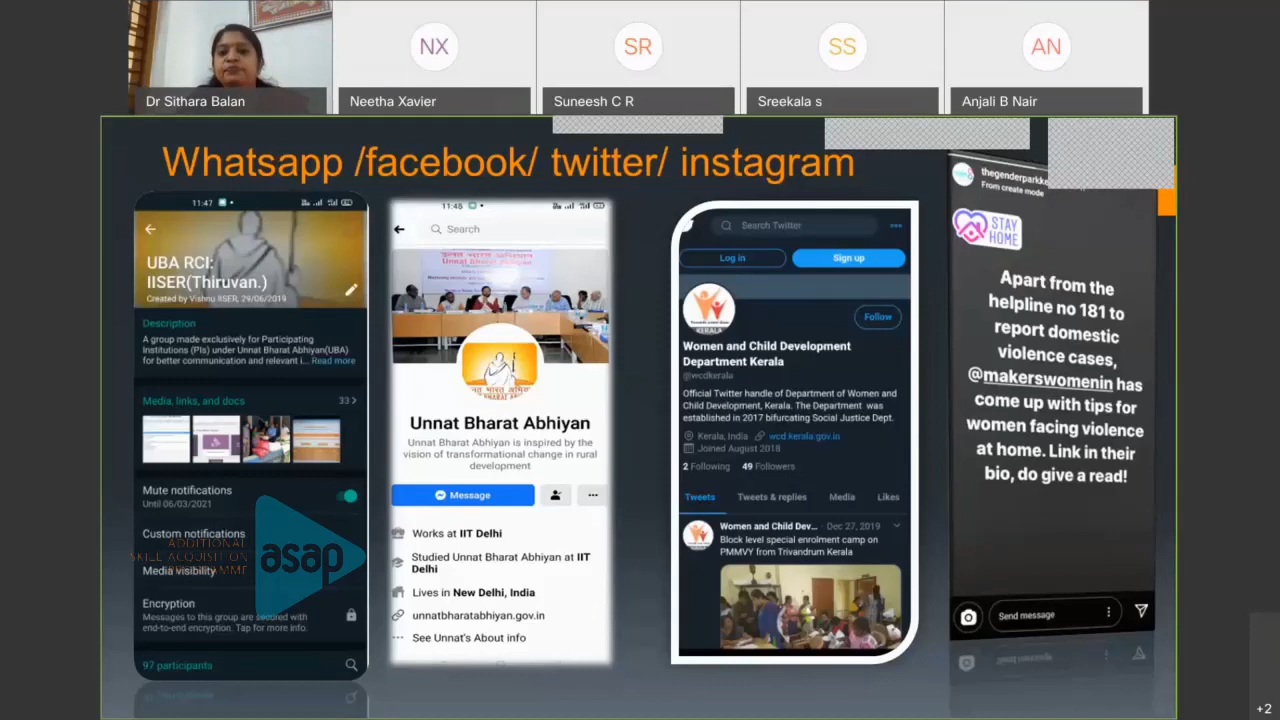 NX
SR
SS
AN
Dr Sithara Balan
Neetha Xavier
Suneesh C R
Sreekala s
Anjali B Nair
Whatsapp /facebook/ twitter/ instagram
11:47
UBA RCI:
IISER(Thiruvan.)
Created by Vishnu IISER, 29/06/2019
Description
A group made exclusively for Participating
Institutions (PIs) under Unnat Bharat Abhiyan(UBA)
for better communication and relevant i... Read more
Media, links, and docs
33
Mute notifications
Until 06/03/2021
Custom notifications
ADDITIONAL
SKILL ACQUISITION
PROGRAMME
asap
Media visibility
Encryption
Messages to this group are secured with
end-to-end encryption. Tap for more info.
97 participants
11:48
Search
Unnat Bharat Abhiyan
Unnat Bharat Abhiyan
Unnat Bharat Abhiyan is inspired by the
vision of transformational change in rural
development
Message
Works at IIT Delhi
Studied Unnat Bharat Abhiyan at IIT
Delhi
Lives in New Delhi, India
unnatbharatabhiyan.gov.in
See Unnat's About info
Search Twitter
Log in
Sign up
KERALA
Follow
Women and Child Development
Department Kerala
@wcdkerala
Official Twitter handle of Department of Women and
Child Development, Kerala. The Department was
established in 2017 bifurcating Social Justice Dept.
Kerala, India wcd.kerala.gov.in
Joined August 2018
2 Following 49 Followers
Tweets
Tweets & replies
Media
Likes
Women and Child Dev... · Dec 27, 2019
Block level special enrolment camp on
PMMVY from Trivandrum Kerala
thegenderparkke
From create mode
STAY
HOME
Apart from the
helpline no 181 to
report domestic
violence cases,
@makerswomenin has
come up with tips for
women facing violence
at home. Link in their
bio, do give a read!
Send message
+2